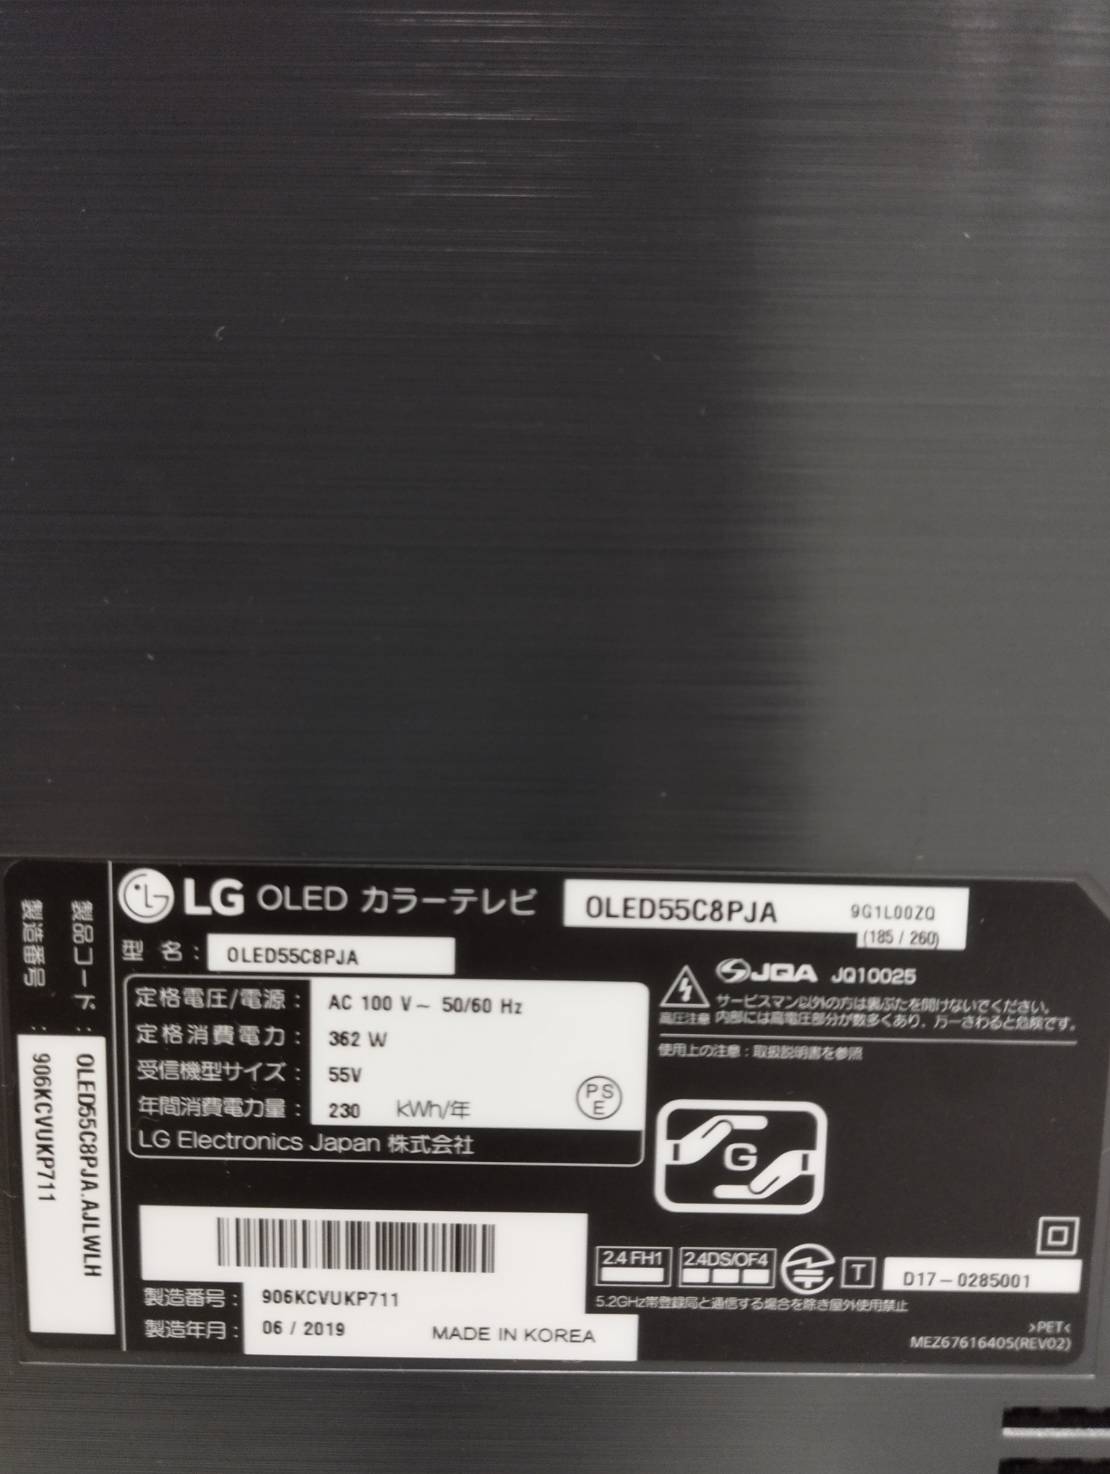 LG OLED カラーテレビ
OLED55C8PJA
9G1L00ZQ
(185 / 260)
型 名 : OLED55C8PJA
定格電圧/電源 : AC 100 V ~ 50/60 Hz
定格消費電力 : 362 W
受信機型サイズ : 55V
年間消費電力量 : 230 kWh/年
PS
E
LG Electronics Japan 株式会社
JQA JQ10025
高圧注意
サービスマン以外の方は裏ぶたを開けないでください。
内部には高電圧部分が数多くあり、万一さわると危険です。
使用上の注意 : 取扱説明書を参照
G
2.4 FH1
2.4DS/OF4
T
D17-0285001
5.2GHz帯登録局と通信する場合を除き屋外使用禁止
製造番号 : 906KCVUKP711
製造年月 : 06 / 2019 MADE IN KOREA
>PET<
MEZ67616405(REV02)
製品コード : OLED55C8PJA.AJLWLH
製造番号 : 906KCVUKP711